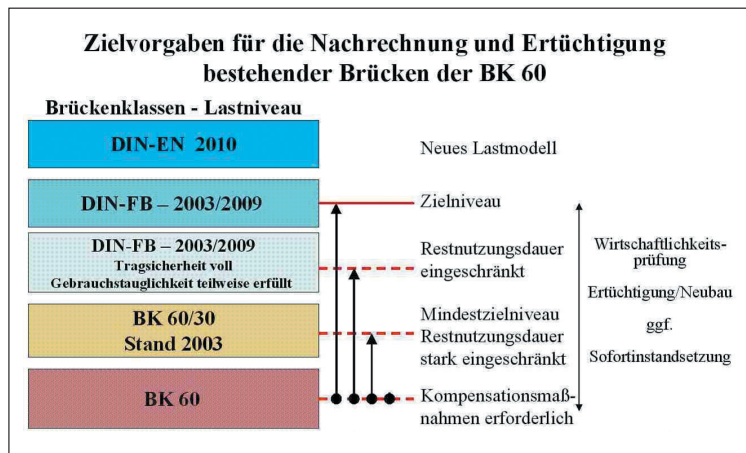 Zielvorgaben für die Nachrechnung und Ertüchtigung
bestehender Brücken der BK 60
Brückenklassen - Lastniveau
DIN-EN 2010
Neues Lastmodell
DIN-FB – 2003/2009
Zielniveau
DIN-FB – 2003/2009
Tragsicherheit voll
Gebrauchstauglichkeit teilweise erfüllt
Restnutzungsdauer
eingeschränkt
BK 60/30
Stand 2003
Mindestzielniveau
Restnutzungsdauer
stark eingeschränkt
BK 60
Kompensationsmaß-
nahmen erforderlich
Wirtschaftlichkeits-
prüfung
Ertüchtigung/Neubau
ggf.
Sofortinstandsetzung